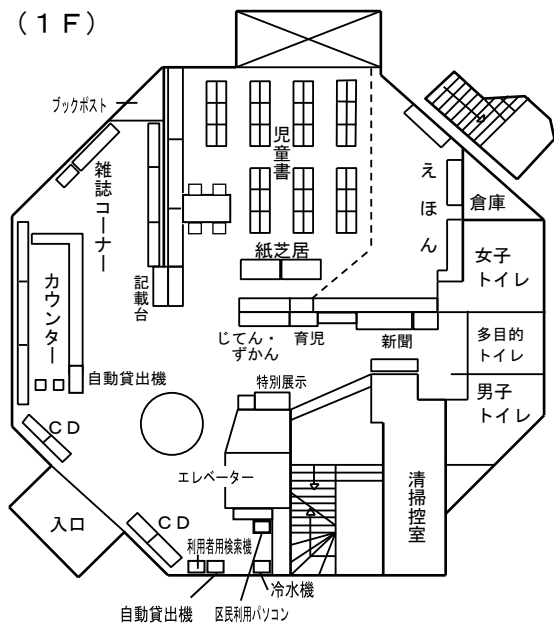 （１Ｆ）
ブックポスト
雑誌コーナー
児童書
えほん
倉庫
女子
トイレ
紙芝居
記載台
カウンター
じてん・
ずかん
育児
新聞
多目的
トイレ
自動貸出機
特別展示
男子
トイレ
ＣＤ
エレベーター
清掃控室
入口
ＣＤ
利用者用検索機
冷水機
自動貸出機
区民利用パソコン